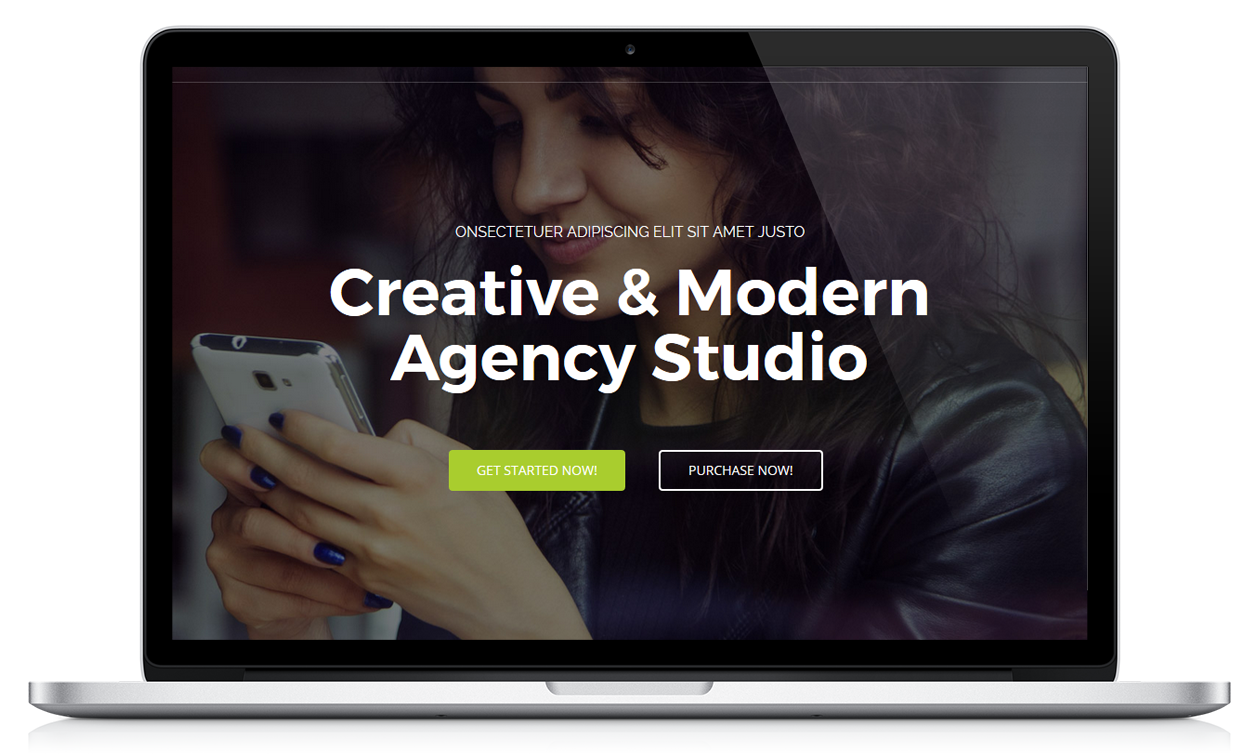 ONSECTETUER ADIPISCING ELIT SIT AMET JUSTO
Creative & Modern
Agency Studio
GET STARTED NOW!
PURCHASE NOW!